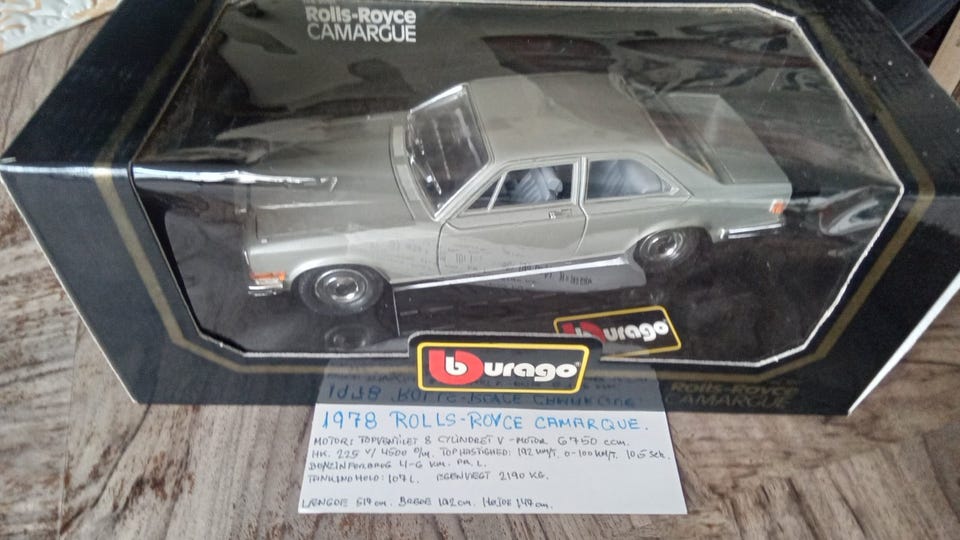 Rolls-Royce
CAMARGUE
burago
burago
Rolls-Royce
CAMARGUE
1978 ROLLS-ROYCE CAMARQUE.
MOTOR: TOPVENTILET 8 CYLINDRET V-MOTOR 6750 ccm.
HK. 225 v/ 4500 o/m. TOPHASTIGHED: 192 km/t. 0-100 km/t. 10,5 sek.
BENZINFORBRUG 4-6 km. pr. L.
TANKINDHOLD: 107 L. EGENVÆGT 2190 KG.
LÆNGDE 517 cm. BREDE 192 cm. HØJDE 147 cm.